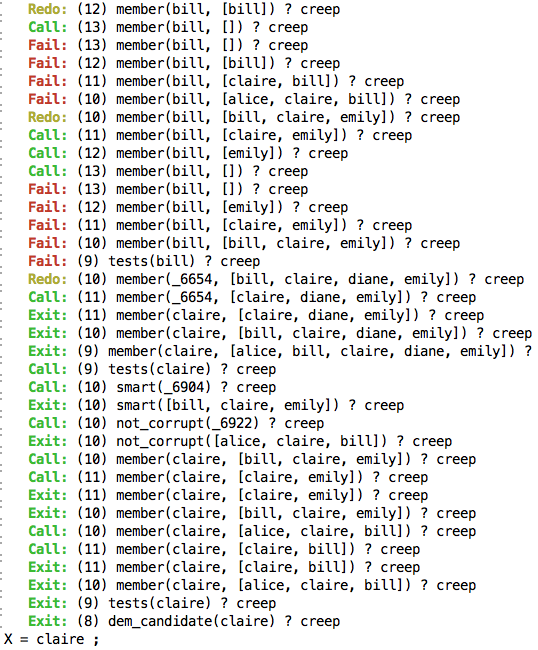 Redo: (12) member(bill, [bill]) ? creep
Call: (13) member(bill, []) ? creep
Fail: (13) member(bill, []) ? creep
Fail: (12) member(bill, [bill]) ? creep
Fail: (11) member(bill, [claire, bill]) ? creep
Fail: (10) member(bill, [alice, claire, bill]) ? creep
Redo: (10) member(bill, [bill, claire, emily]) ? creep
Call: (11) member(bill, [claire, emily]) ? creep
Call: (12) member(bill, [emily]) ? creep
Call: (13) member(bill, []) ? creep
Fail: (13) member(bill, []) ? creep
Fail: (12) member(bill, [emily]) ? creep
Fail: (11) member(bill, [claire, emily]) ? creep
Fail: (10) member(bill, [bill, claire, emily]) ? creep
Fail: (9) tests(bill) ? creep
Redo: (10) member(_6654, [bill, claire, diane, emily]) ? creep
Call: (11) member(_6654, [claire, diane, emily]) ? creep
Exit: (11) member(claire, [claire, diane, emily]) ? creep
Exit: (10) member(claire, [bill, claire, diane, emily]) ? creep
Exit: (9) member(claire, [alice, bill, claire, diane, emily]) ?
Call: (9) tests(claire) ? creep
Call: (10) smart(_6904) ? creep
Exit: (10) smart([bill, claire, emily]) ? creep
Call: (10) not_corrupt(_6922) ? creep
Exit: (10) not_corrupt([alice, claire, bill]) ? creep
Call: (10) member(claire, [bill, claire, emily]) ? creep
Call: (11) member(claire, [claire, emily]) ? creep
Exit: (11) member(claire, [claire, emily]) ? creep
Exit: (10) member(claire, [bill, claire, emily]) ? creep
Call: (10) member(claire, [alice, claire, bill]) ? creep
Call: (11) member(claire, [claire, bill]) ? creep
Exit: (11) member(claire, [claire, bill]) ? creep
Exit: (10) member(claire, [alice, claire, bill]) ? creep
Exit: (9) tests(claire) ? creep
Exit: (8) dem_candidate(claire) ? creep
X = claire ;